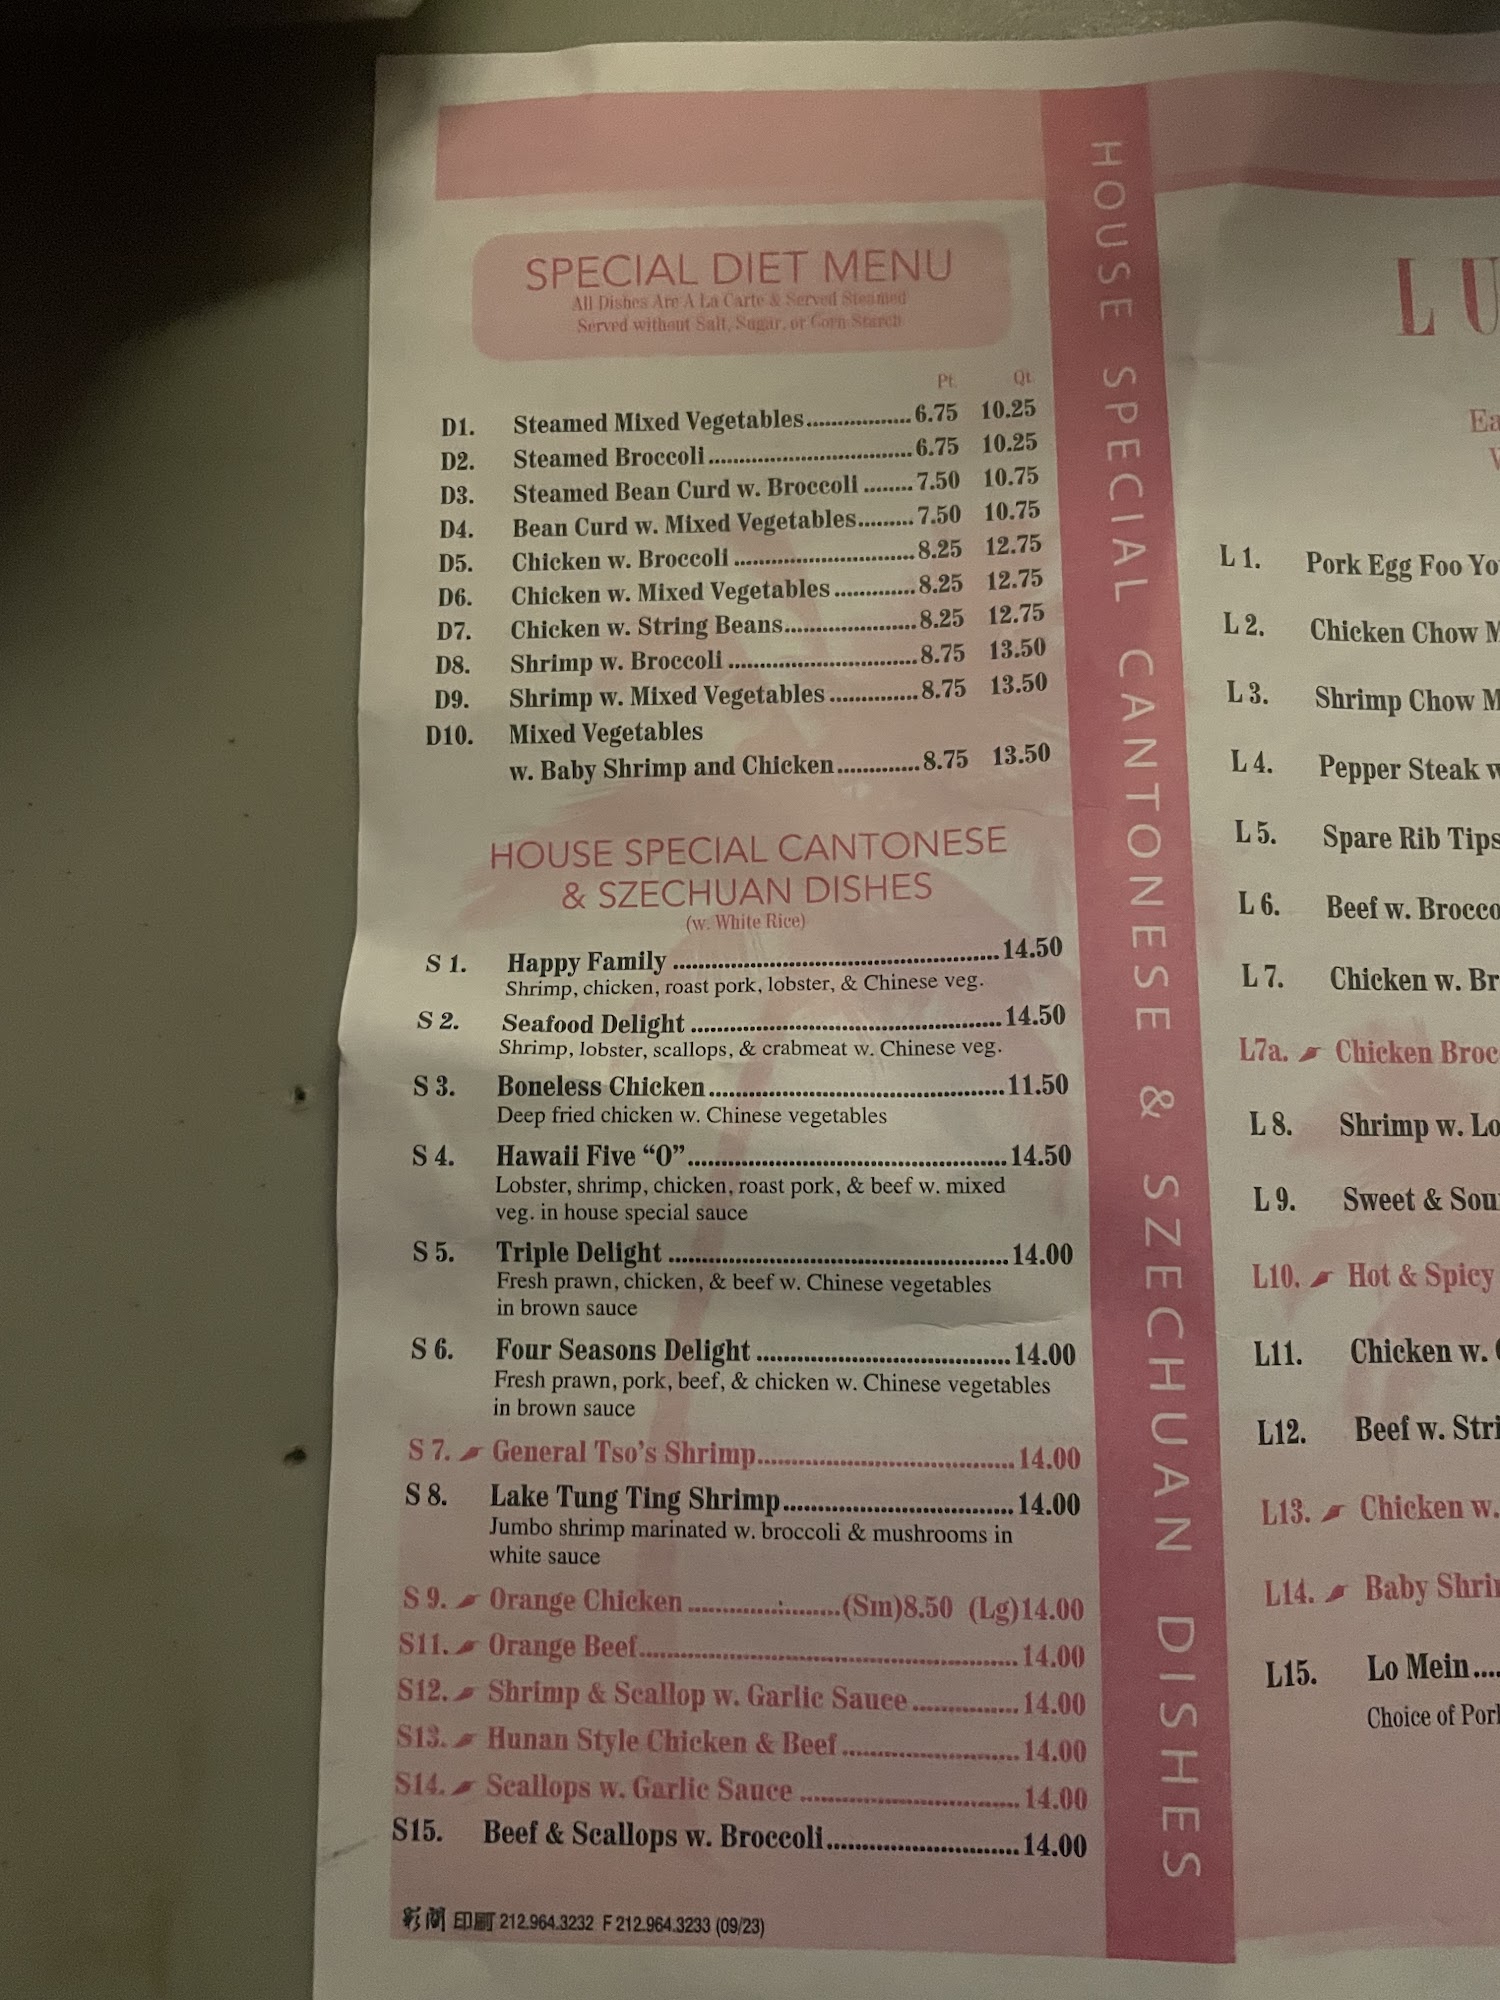 SPECIAL DIET MENU
All Dishes Are A La Carte & Served Steamed
Served without Salt, Sugar, or Corn Starch
Pt. Qt.
D1. Steamed Mixed Vegetables.................6.75 10.25
D2. Steamed Broccoli................................6.75 10.25
D3. Steamed Bean Curd w. Broccoli ........7.50 10.75
D4. Bean Curd w. Mixed Vegetables.........7.50 10.75
D5. Chicken w. Broccoli ............................8.25 12.75
D6. Chicken w. Mixed Vegetables .............8.25 12.75
D7. Chicken w. String Beans.....................8.25 12.75
D8. Shrimp w. Broccoli ..............................8.75 13.50
D9. Shrimp w. Mixed Vegetables ..............8.75 13.50
D10. Mixed Vegetables
w. Baby Shrimp and Chicken.............8.75 13.50
HOUSE SPECIAL CANTONESE
& SZECHUAN DISHES
(w. White Rice)
S 1. Happy Family ....................................................14.50
Shrimp, chicken, roast pork, lobster, & Chinese veg.
S 2. Seafood Delight .................................................14.50
Shrimp, lobster, scallops, & crabmeat w. Chinese veg.
S 3. Boneless Chicken...............................................11.50
Deep fried chicken w. Chinese vegetables
S 4. Hawaii Five “O”..................................................14.50
Lobster, shrimp, chicken, roast pork, & beef w. mixed
veg. in house special sauce
S 5. Triple Delight .....................................................14.00
Fresh prawn, chicken, & beef w. Chinese vegetables
in brown sauce
S 6. Four Seasons Delight ........................................14.00
Fresh prawn, pork, beef, & chicken w. Chinese vegetables
in brown sauce
S 7. General Tso's Shrimp.........................................14.00
S 8. Lake Tung Ting Shrimp.....................................14.00
Jumbo shrimp marinated w. broccoli & mushrooms in
white sauce
S 9. Orange Chicken ........................(Sm)8.50 (Lg)14.00
S11. Orange Beef............................................................14.00
S12. Shrimp & Scallop w. Garlic Sauce .................14.00
S13. Hunan Style Chicken & Beef ............................14.00
S14. Scallops w. Garlic Sauce ...................................14.00
S15. Beef & Scallops w. Broccoli..............................14.00
212.964.3232 F 212.964.3233 (09/23)
HOUSE SPECIAL CANTONESE & SZECHUAN DISHES
LU
Ea
L 1. Pork Egg Foo Yo
L 2. Chicken Chow M
L 3. Shrimp Chow M
L 4. Pepper Steak w
L 5. Spare Rib Tips
L 6. Beef w. Brocco
L 7. Chicken w. Br
L7a. Chicken Broc
L 8. Shrimp w. Lo
L 9. Sweet & Sou
L10. Hot & Spicy
L11. Chicken w.
L12. Beef w. Stri
L13. Chicken w.
L14. Baby Shri
L15. Lo Mein....
Choice of Pork